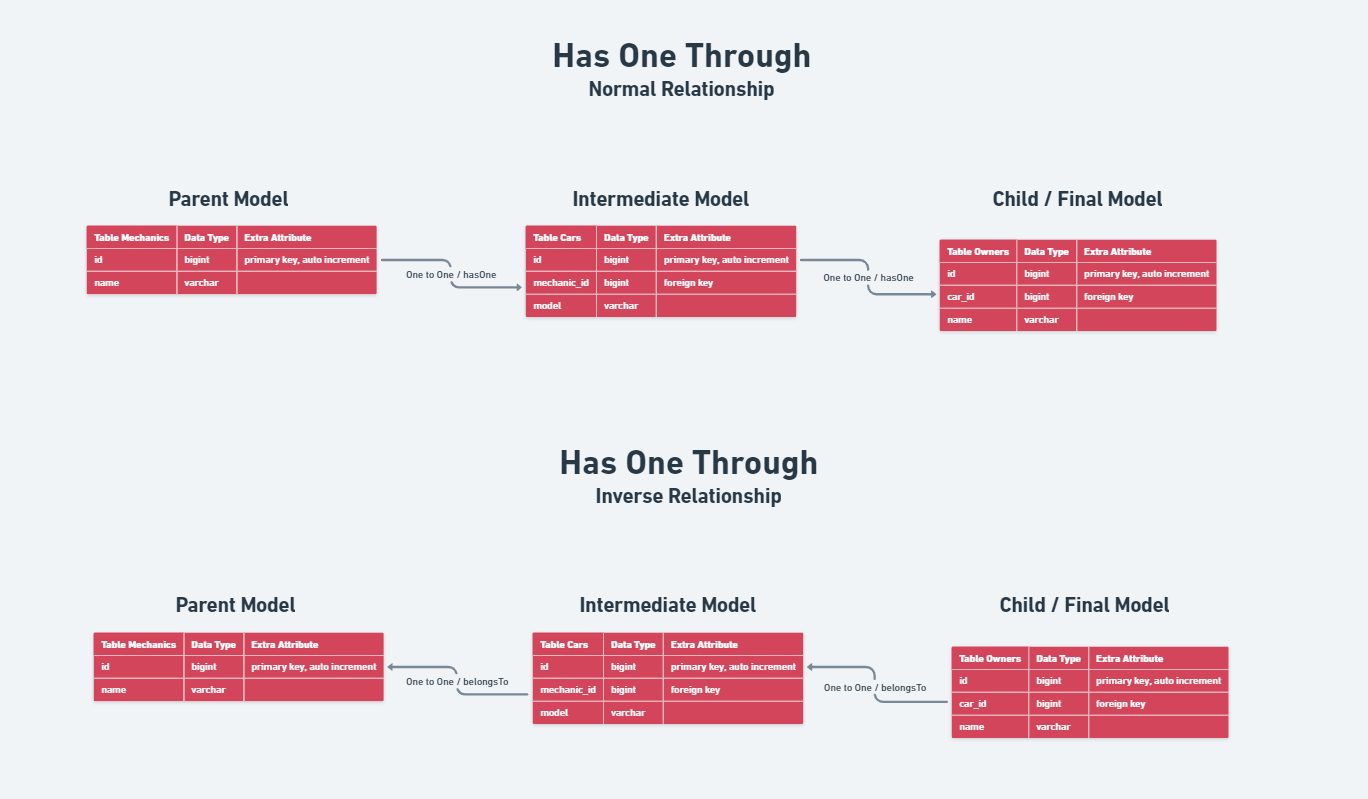 Has One Through
Normal Relationship
Parent Model
Table Mechanics Data Type Extra Attribute
id bigint primary key, auto increment
name varchar
One to One / hasOne
Intermediate Model
Table Cars Data Type Extra Attribute
id bigint primary key, auto increment
mechanic_id bigint foreign key
model varchar
One to One / hasOne
Child / Final Model
Table Owners Data Type Extra Attribute
id bigint primary key, auto increment
car_id bigint foreign key
name varchar
Has One Through
Inverse Relationship
Parent Model
Table Mechanics Data Type Extra Attribute
id bigint primary key, auto increment
name varchar
One to One / belongsTo
Intermediate Model
Table Cars Data Type Extra Attribute
id bigint primary key, auto increment
mechanic_id bigint foreign key
model varchar
One to One / belongsTo
Child / Final Model
Table Owners Data Type Extra Attribute
id bigint primary key, auto increment
car_id bigint foreign key
name varchar